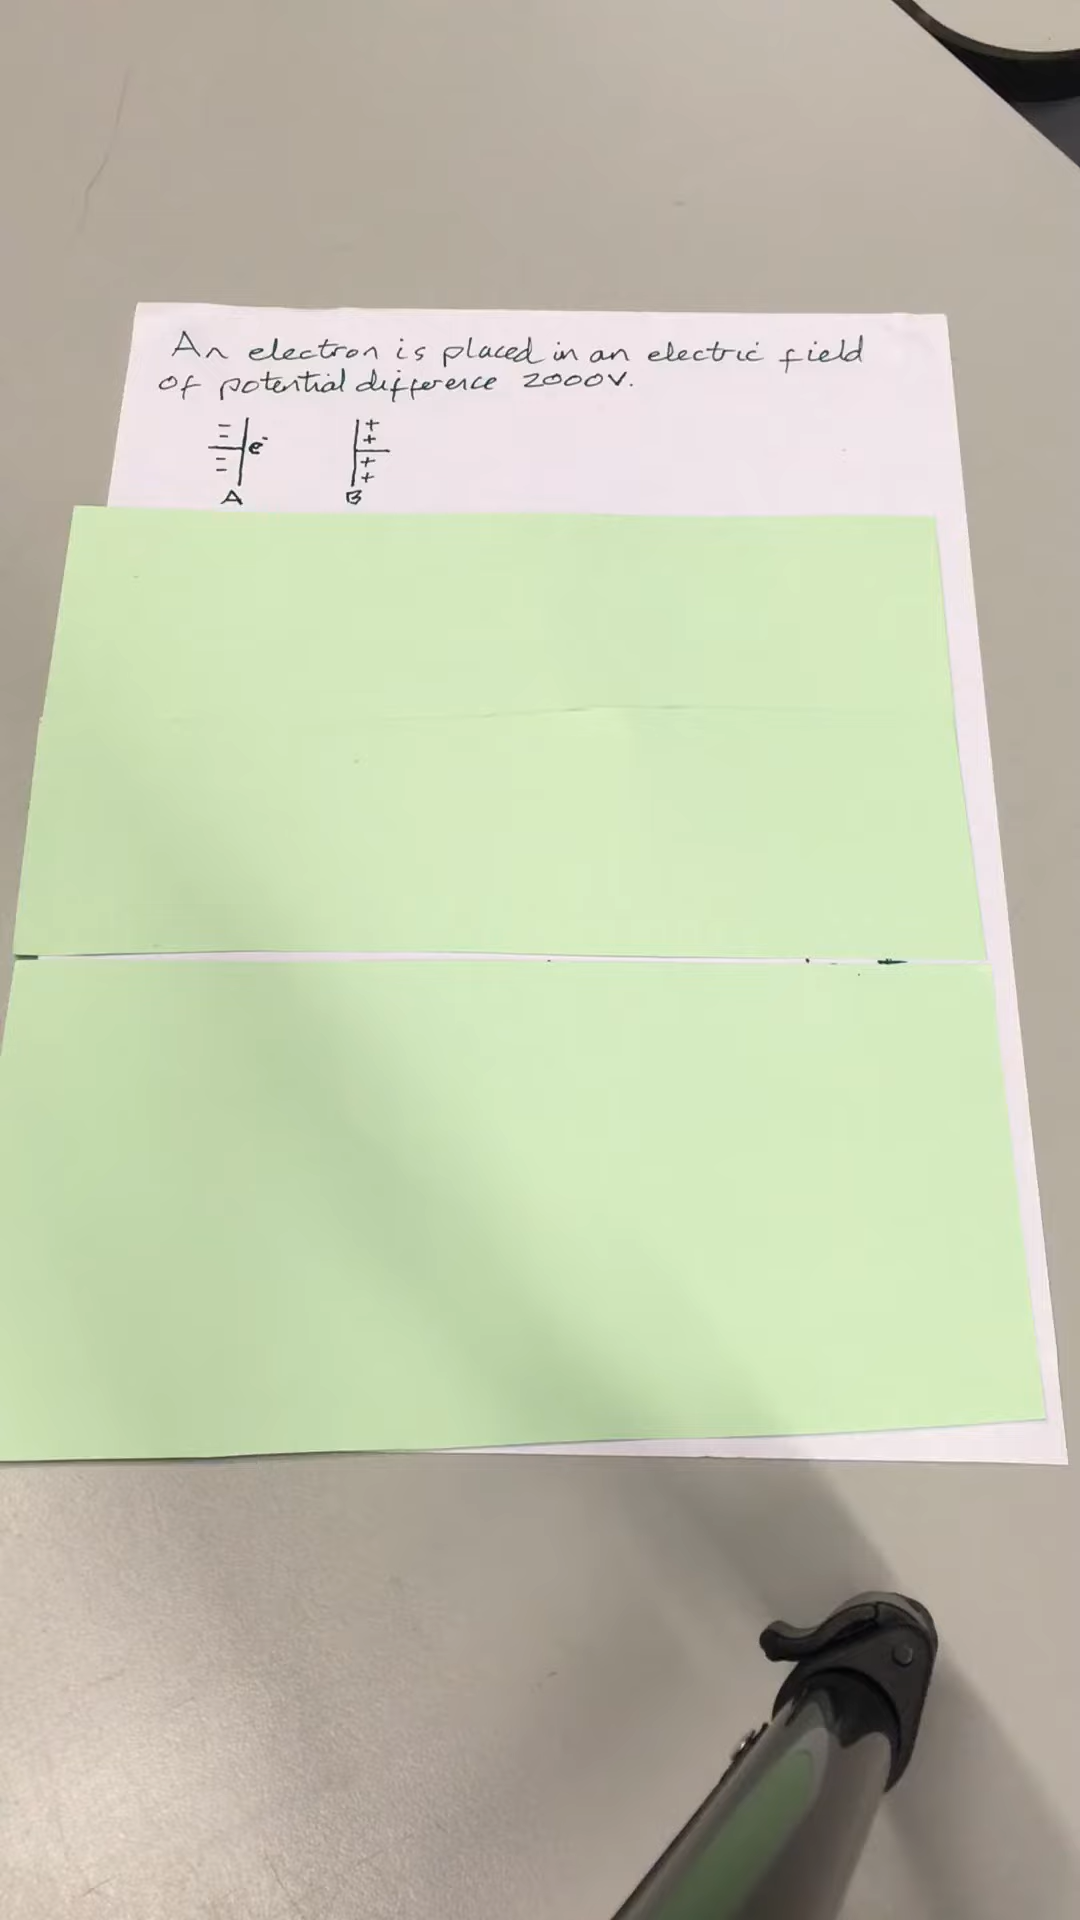 An electron is placed in an electric field
of potential difference 2000V.
- - - - e⁻ + + + +
A B